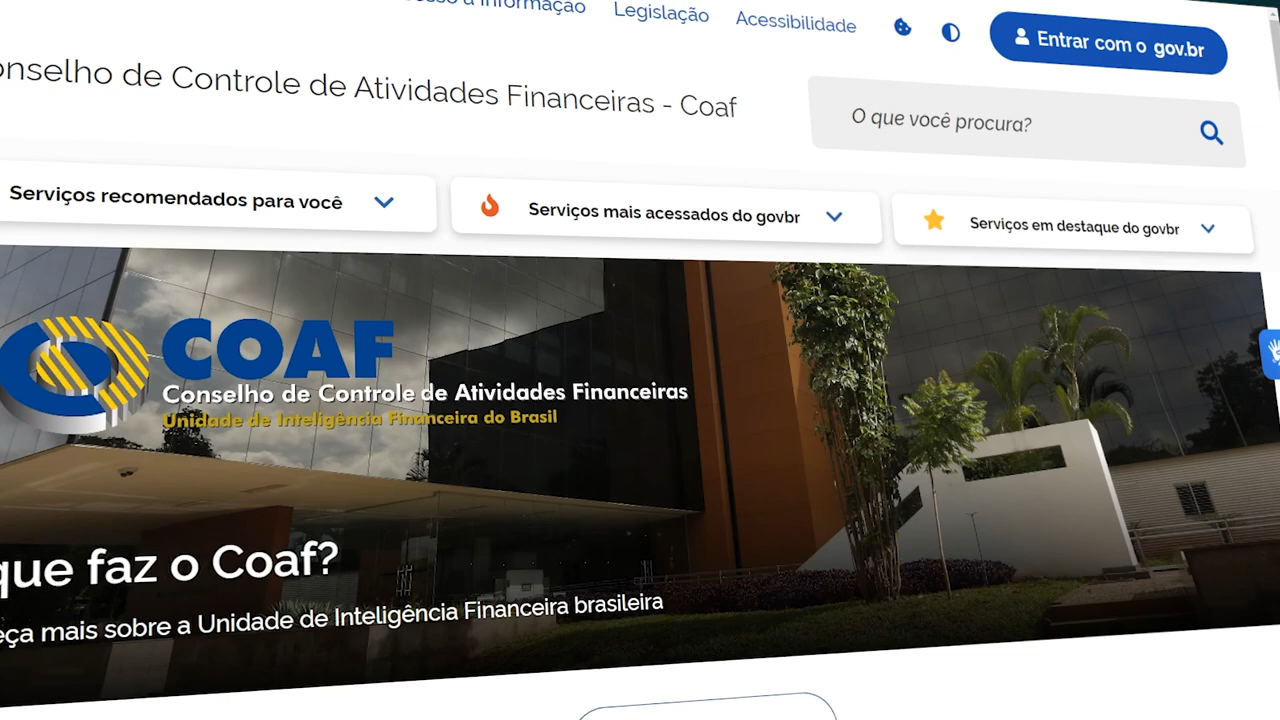 a Informação
Legislação
Acessibilidade
Entrar com o gov.br
Conselho de Controle de Atividades Financeiras - Coaf
O que você procura?
Serviços recomendados para você
Serviços mais acessados do govbr
Serviços em destaque do govbr
COAF
Conselho de Controle de Atividades Financeiras
Unidade de Inteligência Financeira do Brasil
que faz o Coaf?
eça mais sobre a Unidade de Inteligência Financeira brasileira